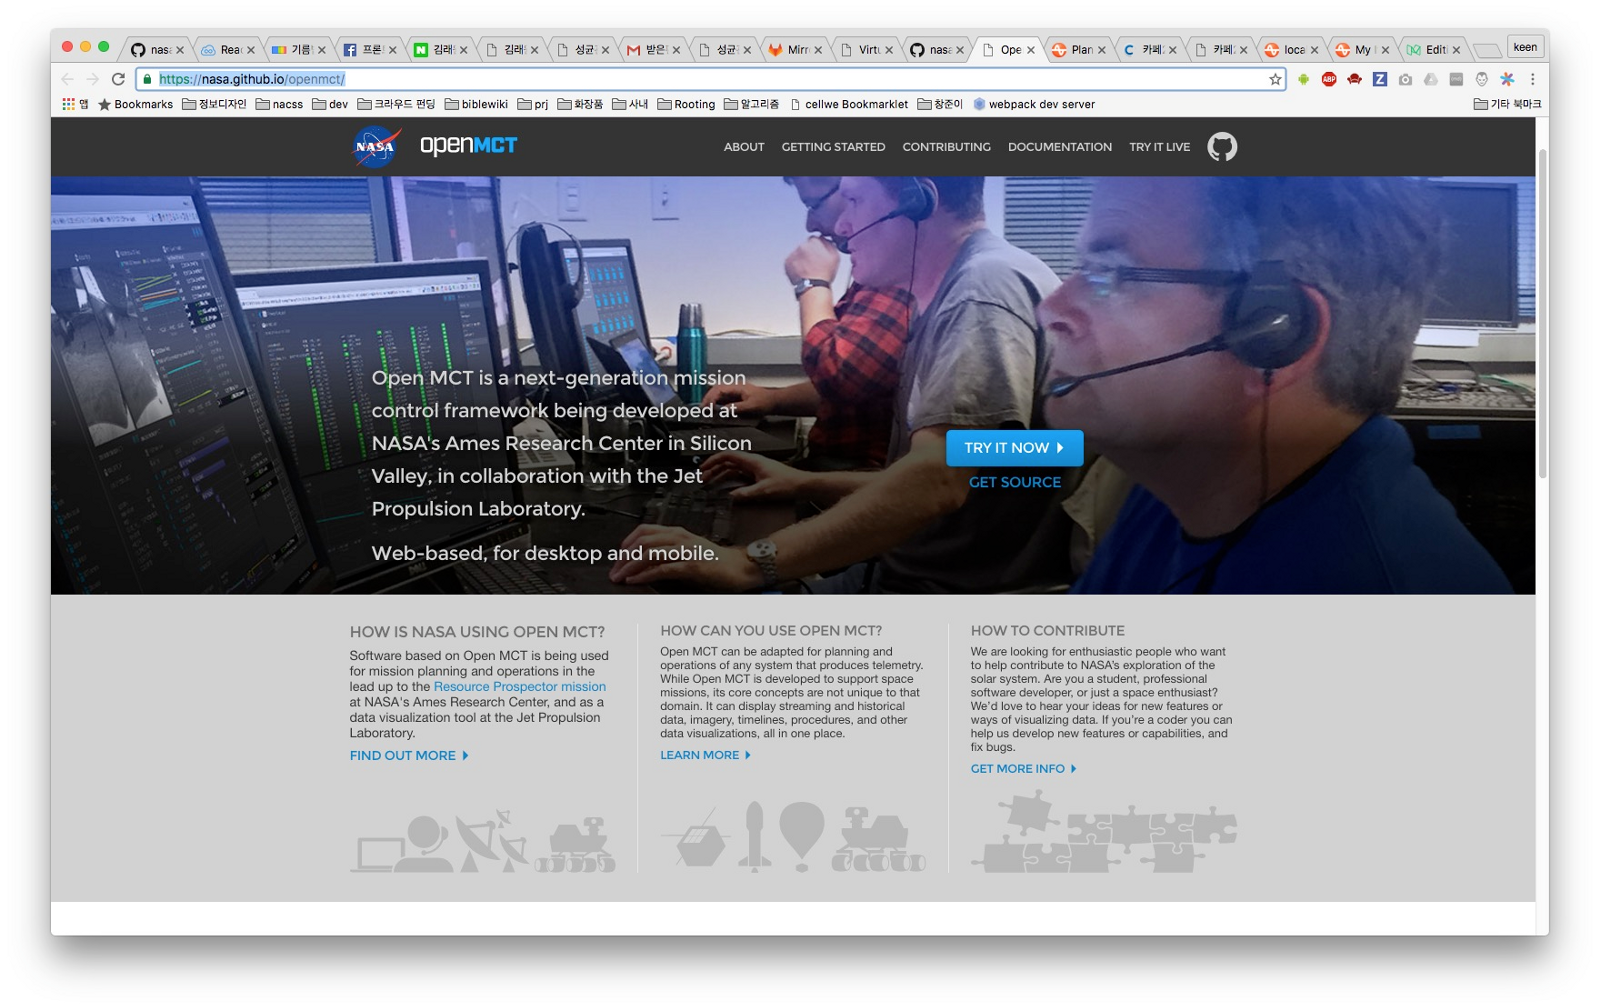 nasa
Reac
기름
프론
김래
김래
성균
M 받은
성균
Mirro
Virtu
nasa
Ope
Plan
카페
카페
loca
My
Editi
keen
https://nasa.github.io/openmct/
앱
Bookmarks
정보디자인
nacss
dev
크라우드 펀딩
biblewiki
prj
화장품
사내
Rooting
알고리즘
cellwe Bookmarklet
창준이
webpack dev server
기타 북마크
NASA
openMCT
ABOUT
GETTING STARTED
CONTRIBUTING
DOCUMENTATION
TRY IT LIVE
Open MCT is a next-generation mission
control framework being developed at
NASA's Ames Research Center in Silicon
Valley, in collaboration with the Jet
Propulsion Laboratory.
Web-based, for desktop and mobile.
TRY IT NOW
GET SOURCE
HOW IS NASA USING OPEN MCT?
Software based on Open MCT is being used
for mission planning and operations in the
lead up to the Resource Prospector mission
at NASA's Ames Research Center, and as a
data visualization tool at the Jet Propulsion
Laboratory.
FIND OUT MORE
HOW CAN YOU USE OPEN MCT?
Open MCT can be adapted for planning and
operations of any system that produces telemetry.
While Open MCT is developed to support space
missions, its core concepts are not unique to that
domain. It can display streaming and historical
data, imagery, timelines, procedures, and other
data visualizations, all in one place.
LEARN MORE
HOW TO CONTRIBUTE
We are looking for enthusiastic people who want
to help contribute to NASA's exploration of the
solar system. Are you a student, professional
software developer, or just a space enthusiast?
We'd love to hear your ideas for new features or
ways of visualizing data. If you're a coder you can
help us develop new features or capabilities, and
fix bugs.
GET MORE INFO